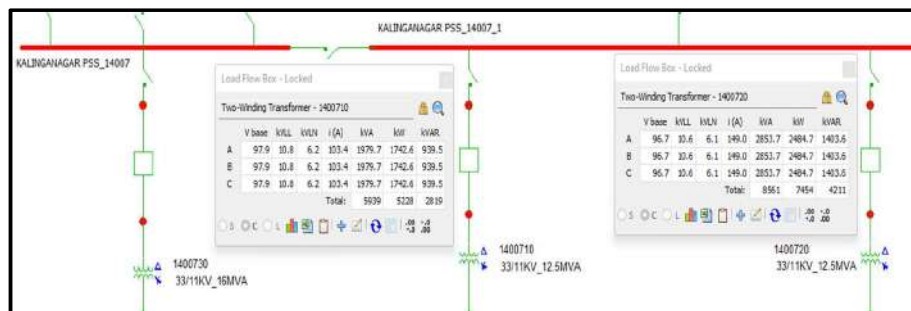 KALINGANAGAR PSS_14007_1
KALINGANAGAR PSS_14007
Load Flow Box - Locked
Two-Winding Transformer - 1400710
V base kVLL kVLN i (A) kVA kW kVAR
A 97.9 10.8 6.2 103.4 1979.7 1742.6 939.5
B 97.9 10.8 6.2 103.4 1979.7 1742.6 939.5
C 97.9 10.8 6.2 103.4 1979.7 1742.6 939.5
Total: 5939 5228 2819
S C L
Load Flow Box - Locked
Two-Winding Transformer - 1400720
V base kVLL kVLN i (A) kVA kW kVAR
A 96.7 10.6 6.1 149.0 2853.7 2484.7 1403.6
B 96.7 10.6 6.1 149.0 2853.7 2484.7 1403.6
C 96.7 10.6 6.1 149.0 2853.7 2484.7 1403.6
Total: 8561 7454 4211
S C L
1400730
33/11KV_16MVA
1400710
33/11KV_12.5MVA
1400720
33/11KV_12.5MVA